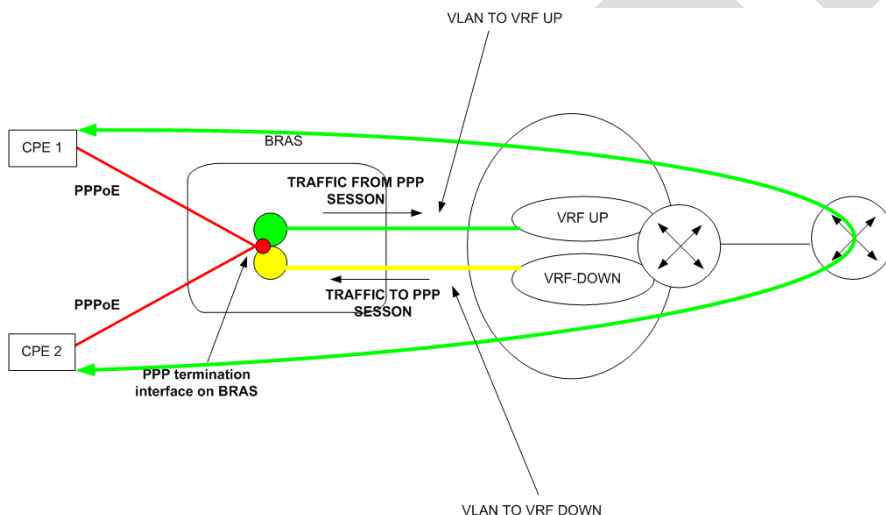 VLAN TO VRF UP
BRAS
CPE 1
PPPoE
TRAFFIC FROM PPP
SESSON
VRF UP
VRF-DOWN
TRAFFIC TO PPP
SESSON
PPPoE
CPE 2
PPP termination
interface on BRAS
VLAN TO VRF DOWN